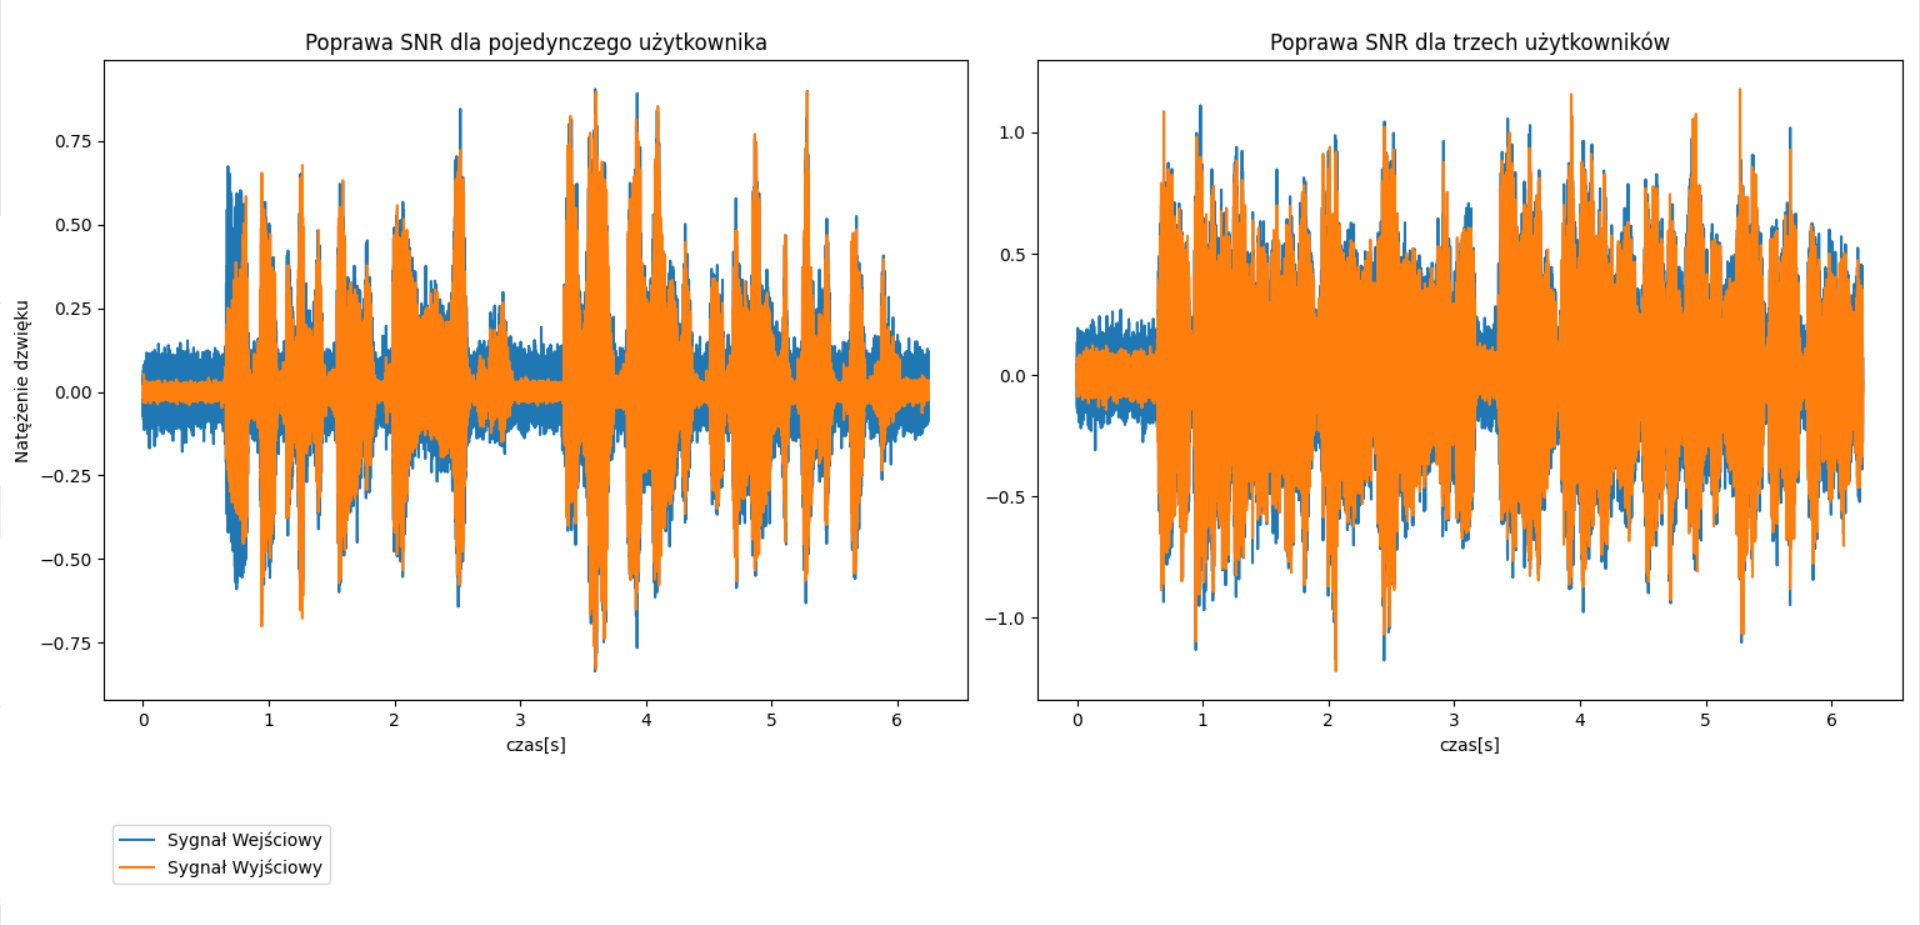 Poprawa SNR dla pojedynczego użytkownika
0.75
0.50
0.25
0.00
−0.25
−0.50
−0.75
Natężenie dzwięku
0 1 2 3 4 5 6
czas[s]
Poprawa SNR dla trzech użytkowników
1.0
0.5
0.0
−0.5
−1.0
0 1 2 3 4 5 6
czas[s]
Sygnał Wejściowy
Sygnał Wyjściowy